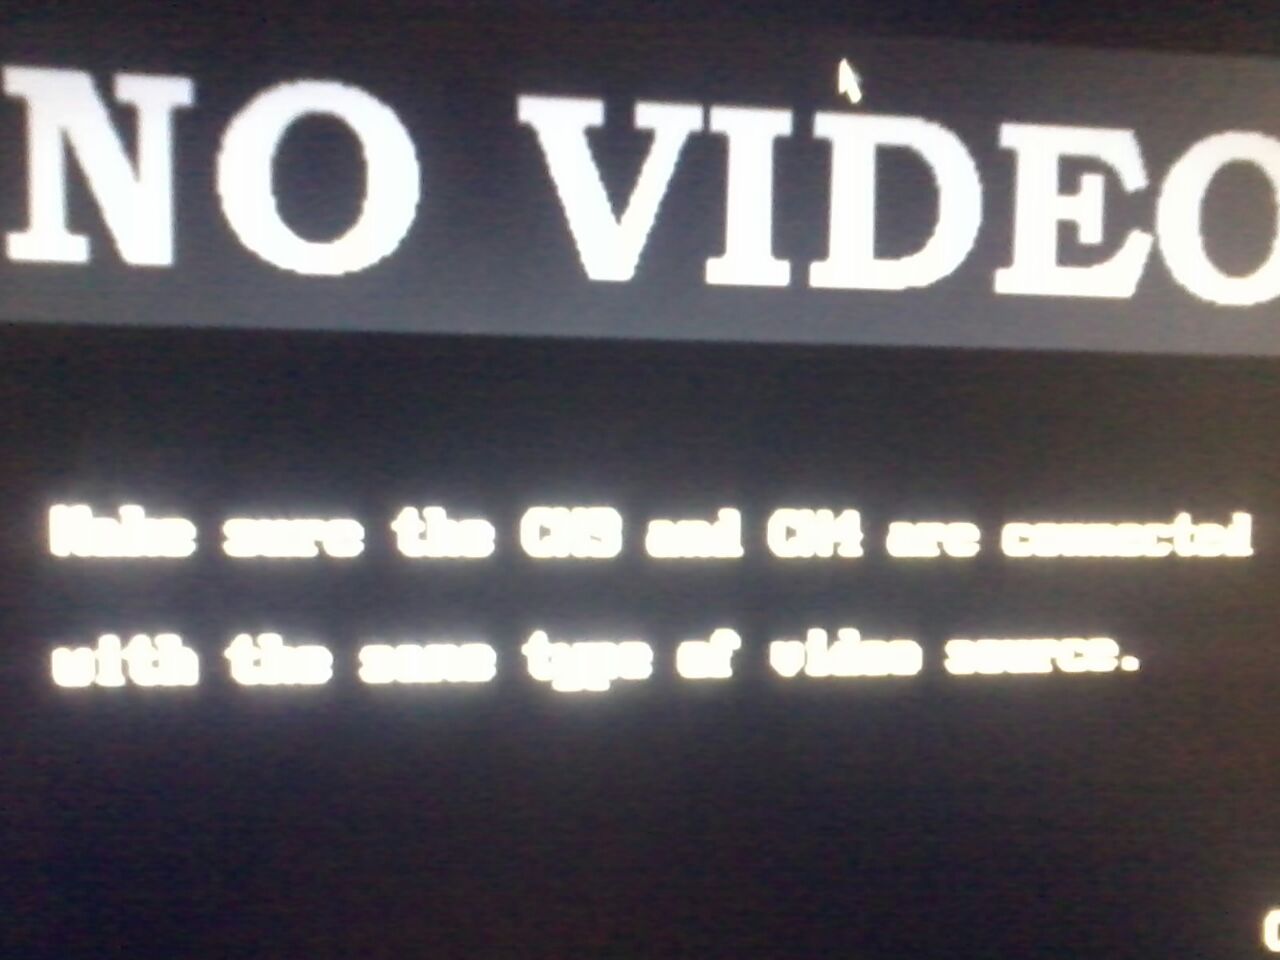 NO VIDEO
Make sure the CH3 and CH4 are connected
with the same type of video source.